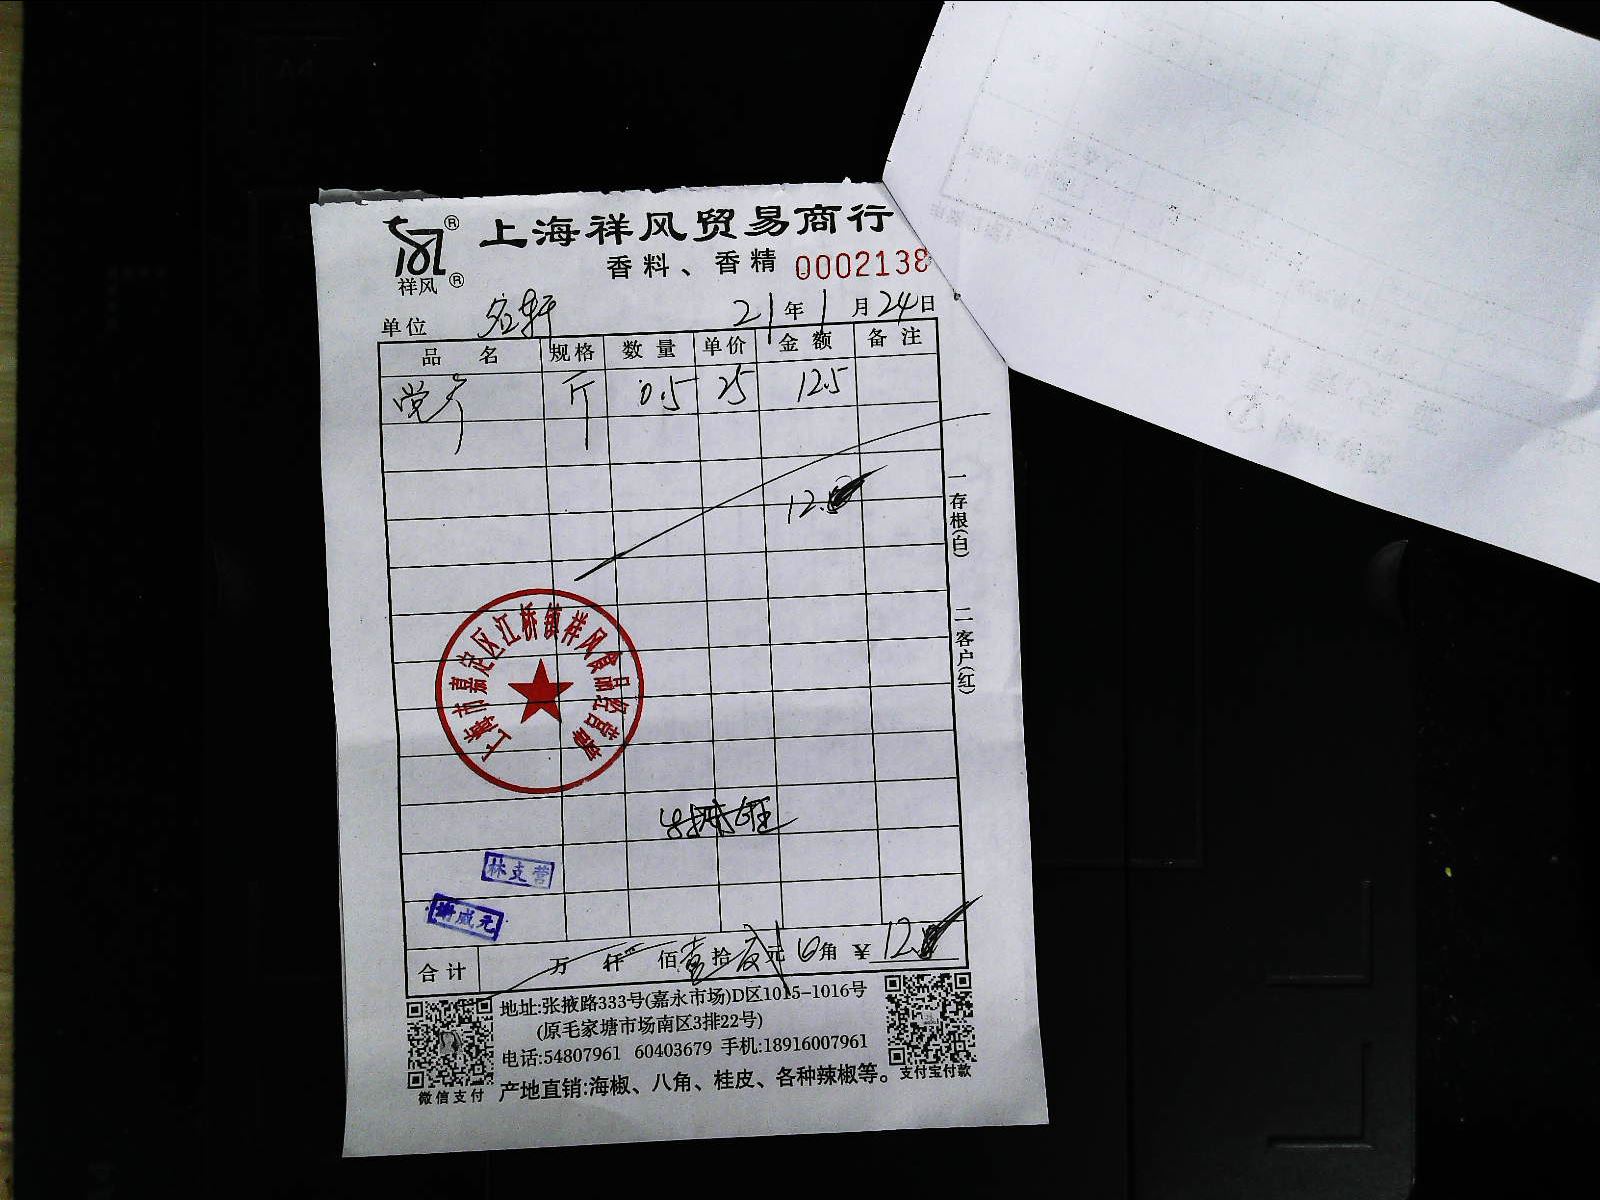 上海祥风贸易商行
祥风
香料、香精 0002138
单位 21年1月24日
品名 规格 数量 单价 金额 备注
斤 0.5 25 12.5
12.
一存根(白) 二客户(红)
上海市嘉定区江桥镇祥风食品经营部
林支营
威元
合计 万 仟 佰 壹拾贰元 0角 ¥12.
地址:张掖路333号(嘉永市场)D区1015-1016号
(原毛家塘市场南区3排22号)
电话:54807961 60403679 手机:18916007961
产地直销:海椒、八角、桂皮、各种辣椒等。
微信支付
支付宝付款